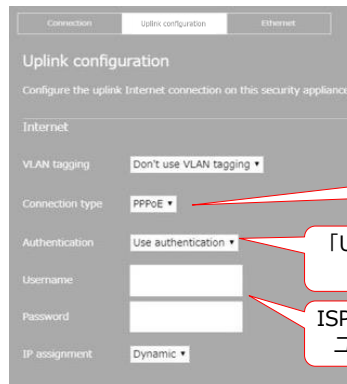 Connection Uplink configuration Ethernet
Uplink configuration
Configure the uplink Internet connection on this security appliance
Internet
VLAN tagging Don't use VLAN tagging
Connection type PPPoE
Authentication Use authentication
「U
Username
ISP
Password
コ
IP assignment Dynamic